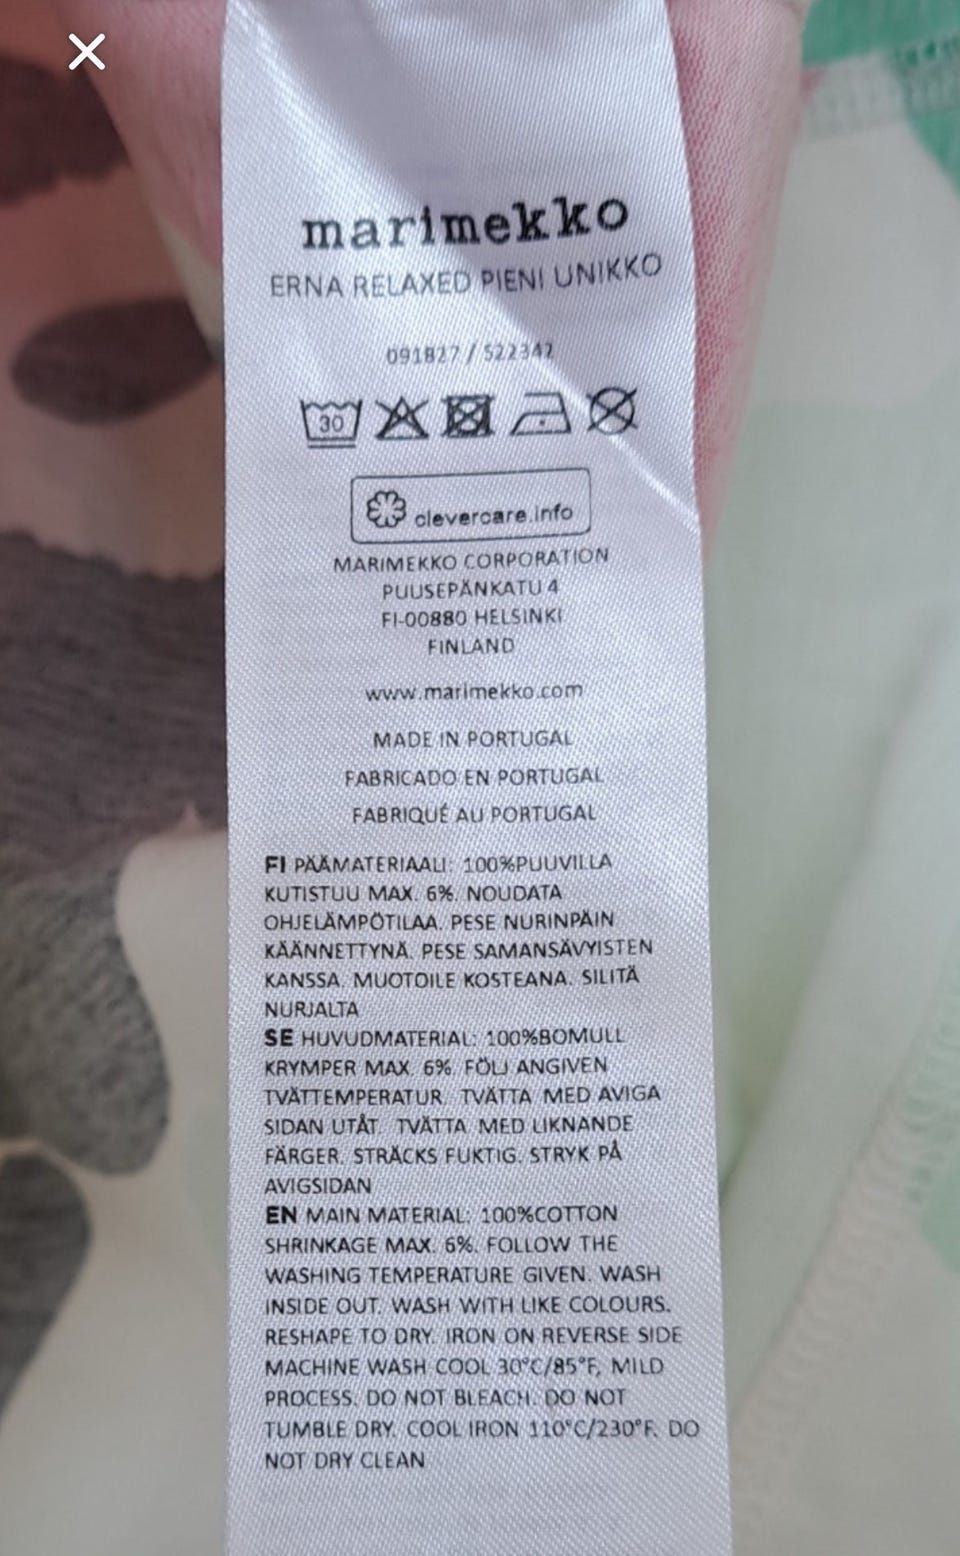 marimekko
ERNA RELAXED PIENI UNIKKO
091827 / 522342
30
clevercare.info
MARIMEKKO CORPORATION
PUUSEPÄNKATU 4
FI-00880 HELSINKI
FINLAND
www.marimekko.com
MADE IN PORTUGAL
FABRICADO EN PORTUGAL
FABRIQUÉ AU PORTUGAL
FI PÄÄMATERIAALI: 100%PUUVILLA
KUTISTUU MAX. 6%. NOUDATA
OHJELÄMPÖTILAA. PESE NURINPÄIN
KÄÄNNETTYNÄ. PESE SAMANSÄVYISTEN
KANSSA. MUOTOILE KOSTEANA. SILITÄ
NURJALTA
SE HUVUDMATERIAL: 100%BOMULL
KRYMPER MAX. 6%. FÖLJ ANGIVEN
TVÄTTEMPERATUR. TVÄTTA MED AVIGA
SIDAN UTÅT. TVÄTTA MED LIKNANDE
FÄRGER. STRÄCKS FUKTIG. STRYK PÅ
AVIGSIDAN
EN MAIN MATERIAL: 100%COTTON
SHRINKAGE MAX. 6%. FOLLOW THE
WASHING TEMPERATURE GIVEN. WASH
INSIDE OUT. WASH WITH LIKE COLOURS.
RESHAPE TO DRY. IRON ON REVERSE SIDE
MACHINE WASH COOL 30°C/85°F, MILD
PROCESS. DO NOT BLEACH. DO NOT
TUMBLE DRY. COOL IRON 110°C/230°F. DO
NOT DRY CLEAN